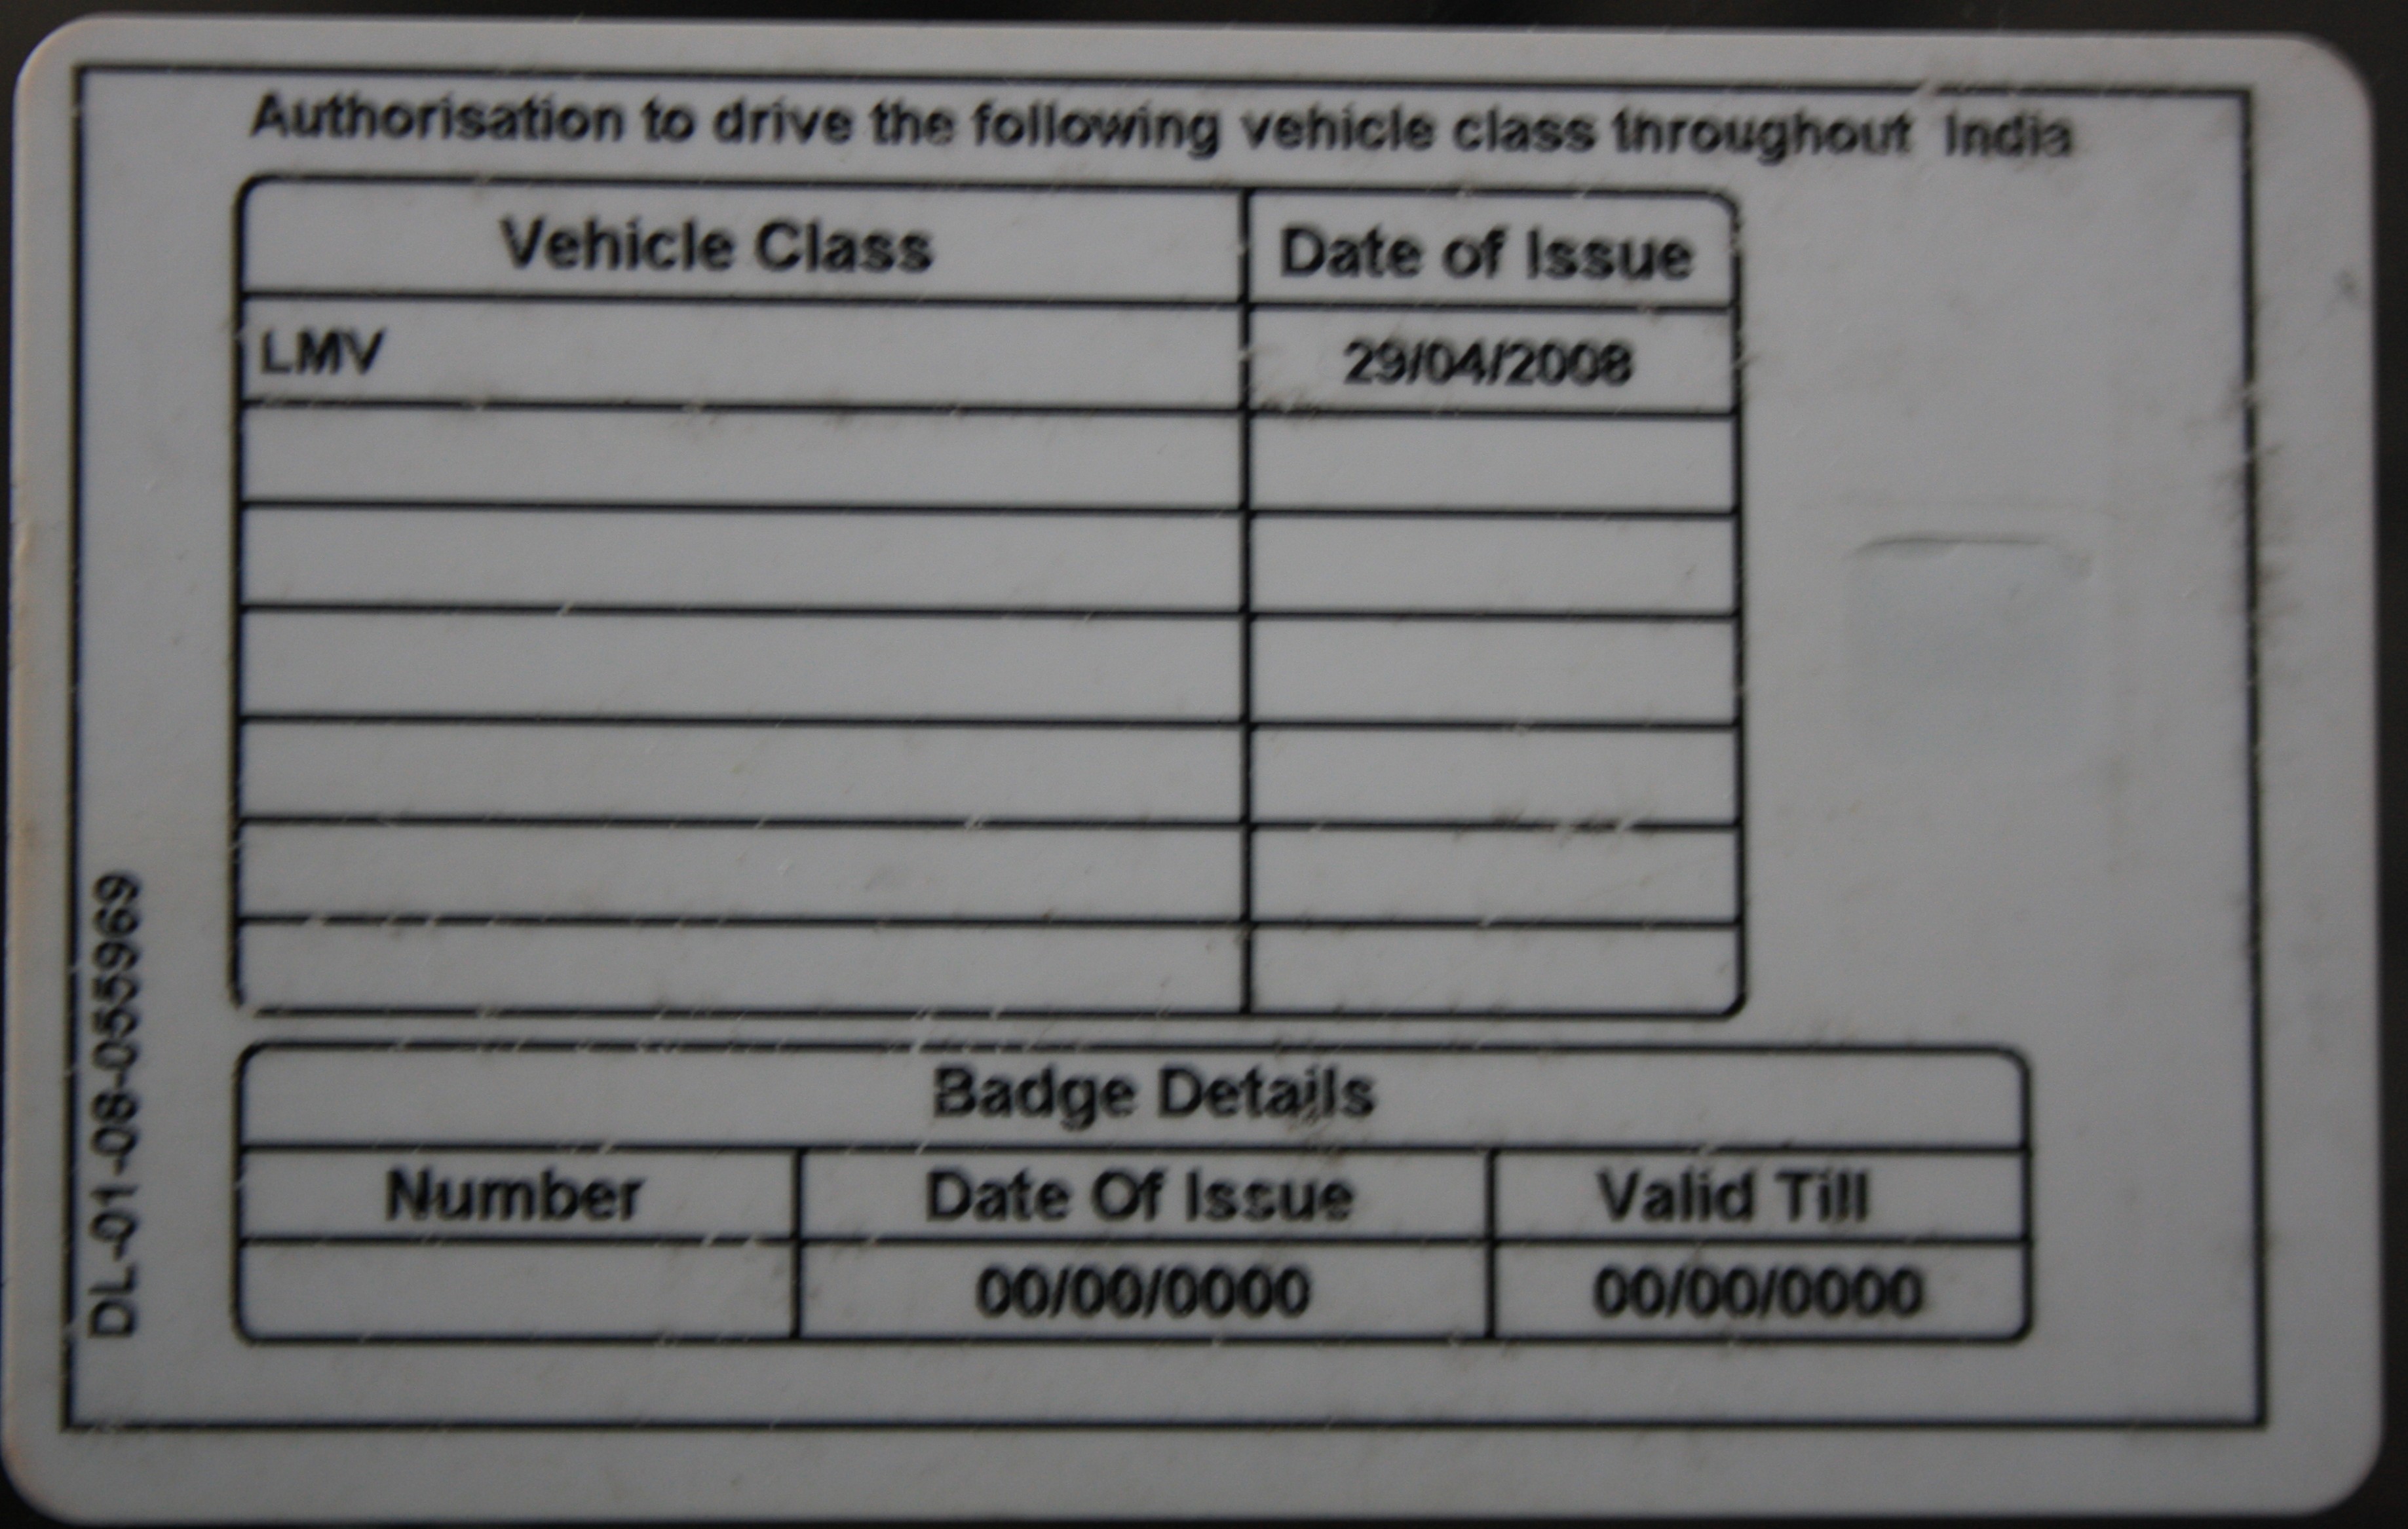 Authorisation to drive the following vehicle class throughout India
Vehicle Class Date of Issue
LMV 29/04/2008
DL-01-08-055969
Badge Details
Number Date Of Issue Valid Till
00/00/0000 00/00/0000